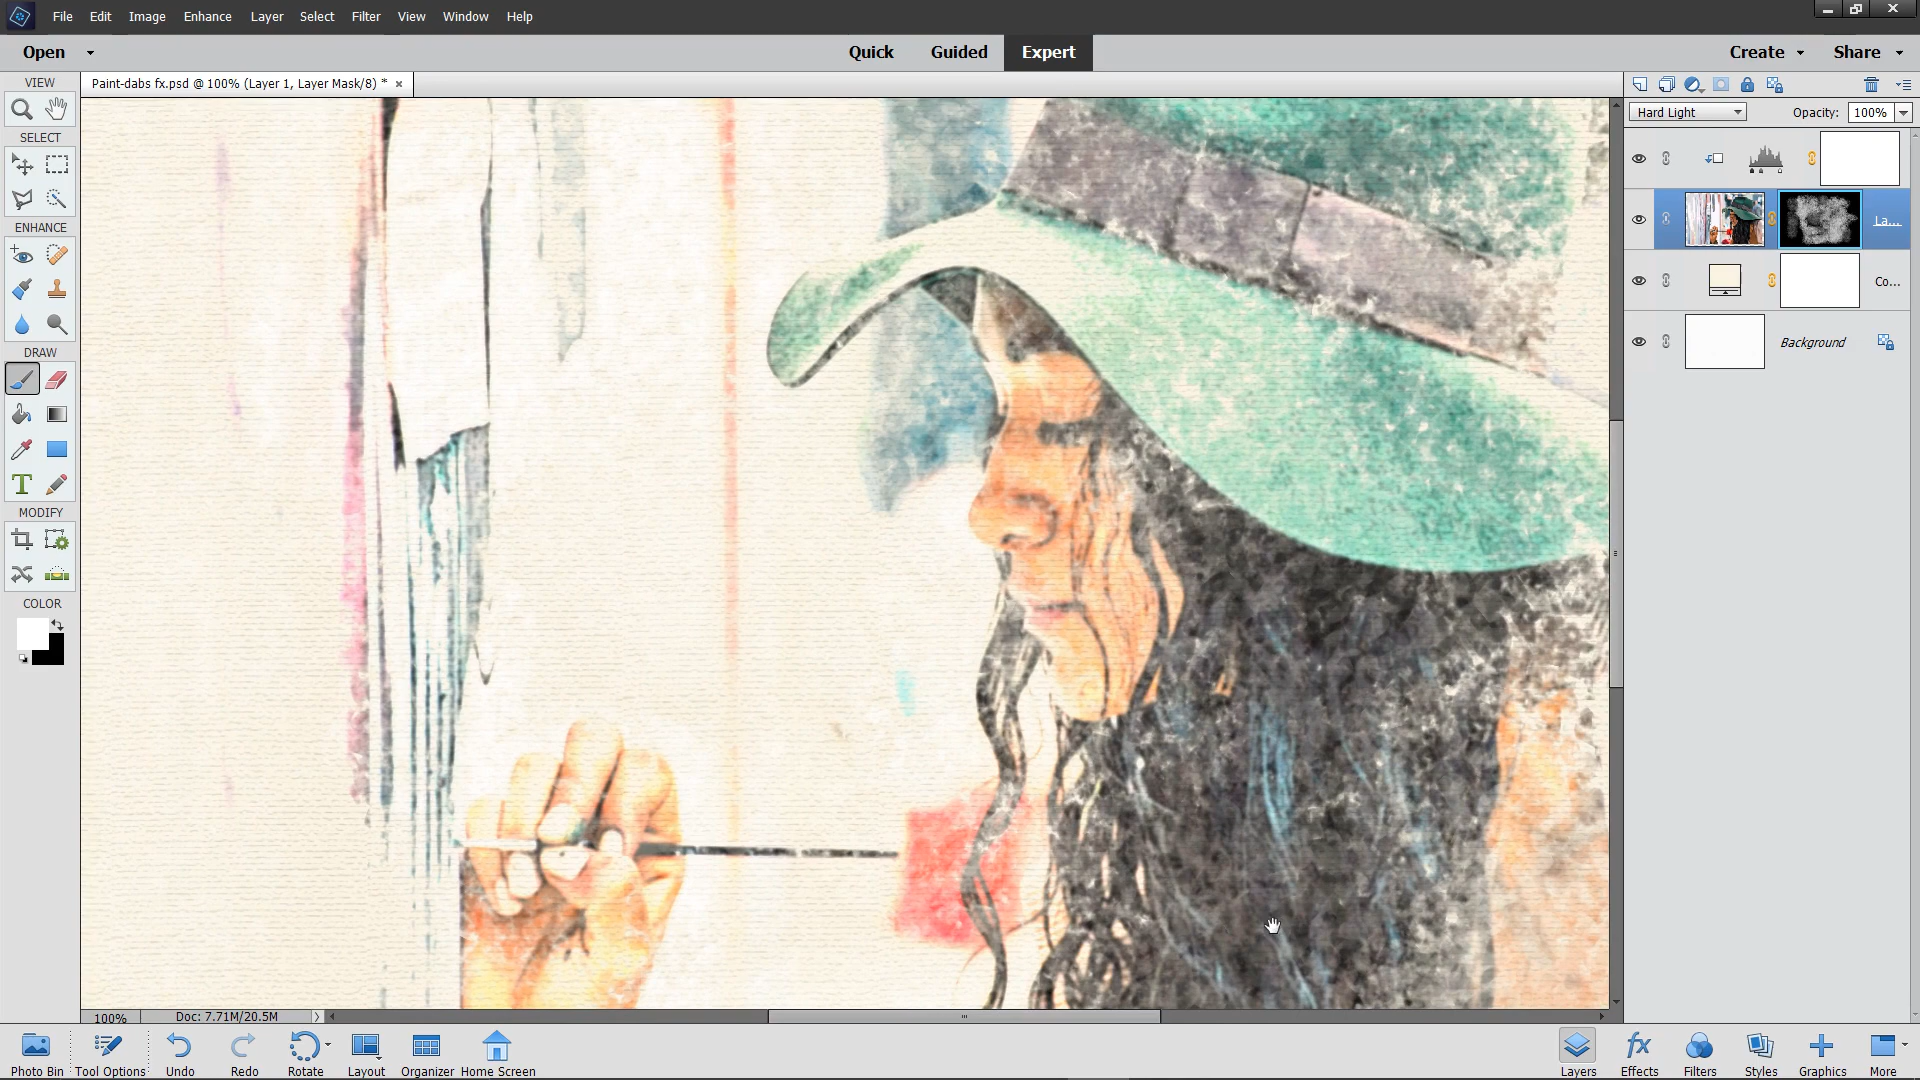 File Edit Image Enhance Layer Select Filter View Window Help
Open Quick Guided Expert Create Share
VIEW
Paint-dabs fx.psd @ 100% (Layer 1, Layer Mask/8) * ×
Hard Light Opacity: 100%
SELECT
La...
ENHANCE
Co...
Background
DRAW
T
MODIFY
COLOR
100% Doc: 7.71M/20.5M
fx
Photo Bin Tool Options Undo Redo Rotate Layout Organizer Home Screen Layers Effects Filters Styles Graphics More